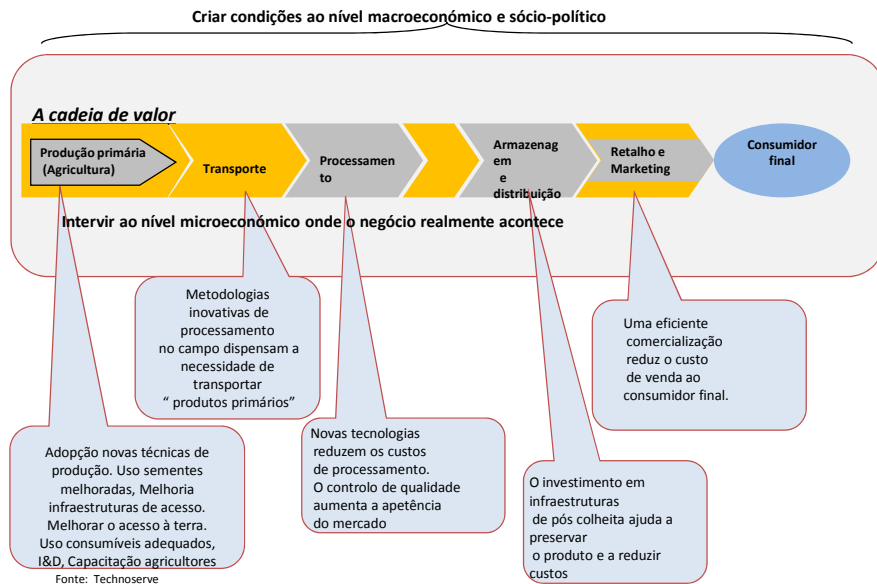 Criar condições ao nível macroeconómico e sócio-político
A cadeia de valor
Produção primária
(Agricultura)
Transporte
Processamen
to
Armazenag
em
e
distribuição
Retalho e
Marketing
Consumidor
final
Intervir ao nível microeconómico onde o negócio realmente acontece
Metodologias
inovativas de
processamento
no campo dispensam a
necessidade de
transportar
“ produtos primários”
Uma eficiente
comercialização
reduz o custo
de venda ao
consumidor final.
Adopção novas técnicas de
produção. Uso sementes
melhoradas, Melhoria
infraestruturas de acesso.
Melhorar o acesso à terra.
Uso consumíveis adequados,
I&D, Capacitação agricultores
Novas tecnologias
reduzem os custos
de processamento.
O controlo de qualidade
aumenta a apetência
do mercado
O investimento em
infraestruturas
de pós colheita ajuda a
preservar
o produto e a reduzir
custos
Fonte: Technoserve